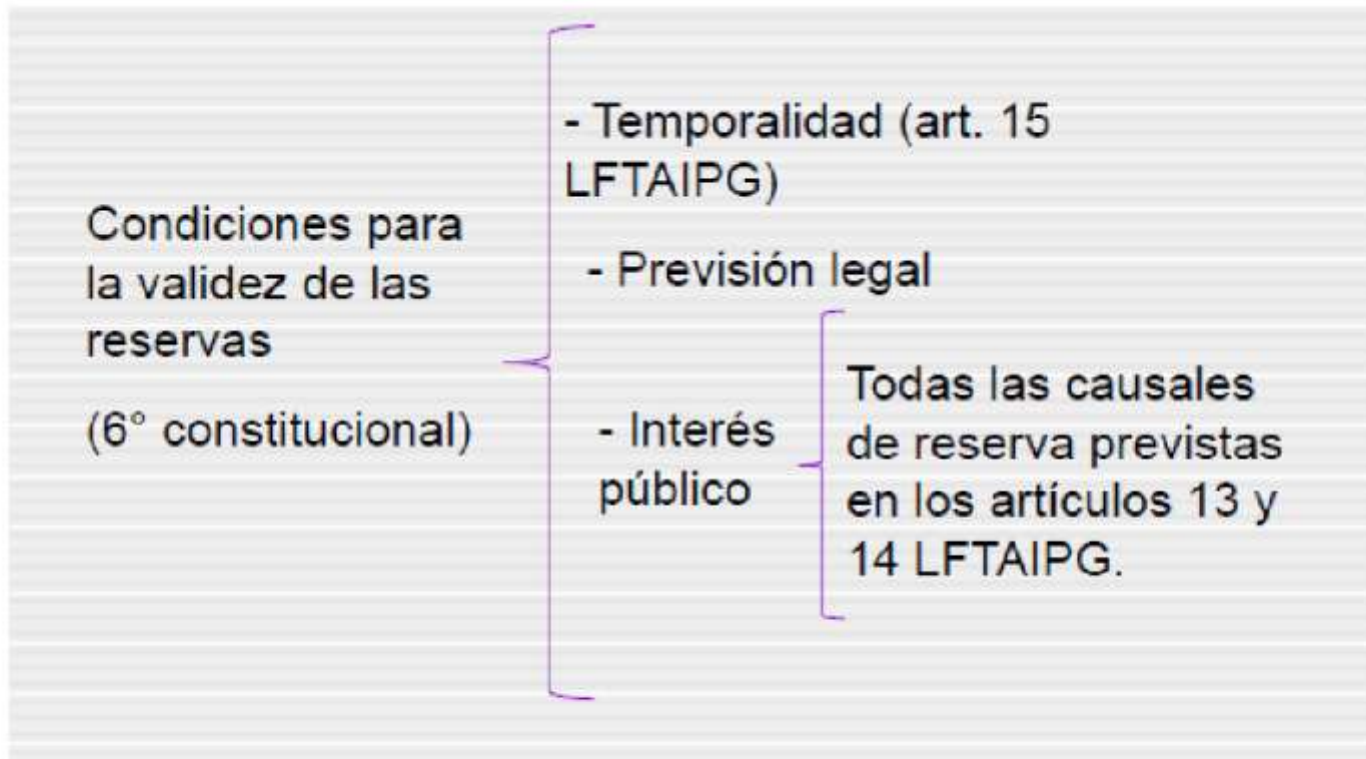 Condiciones para
la validez de las
reservas
(6° constitucional)
- Temporalidad (art. 15
LFTAIPG)
- Previsión legal
- Interés
público
Todas las causales
de reserva previstas
en los artículos 13 y
14 LFTAIPG.